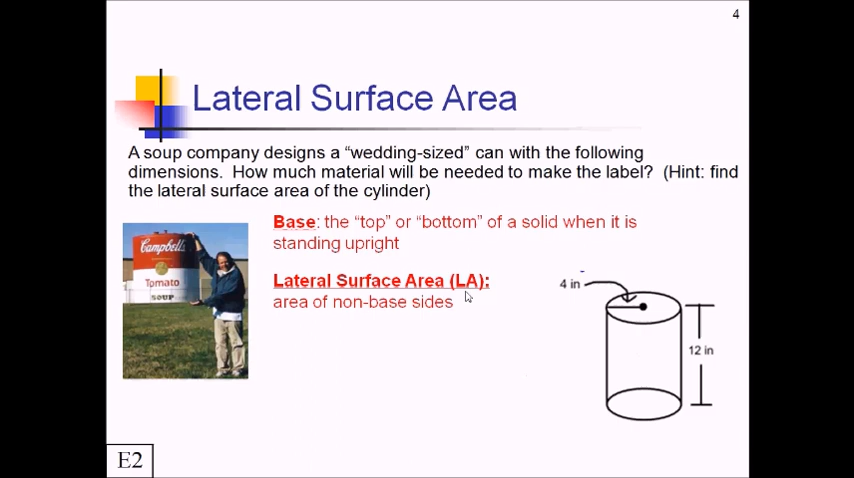 4
Lateral Surface Area
A soup company designs a “wedding-sized” can with the following
dimensions.  How much material will be needed to make the label?  (Hint: find
the lateral surface area of the cylinder)
Base: the “top” or “bottom” of a solid when it is
standing upright
Campbell's
Tomato
SOUP
Lateral Surface Area (LA):
area of non-base sides
4 in
12 in
E2